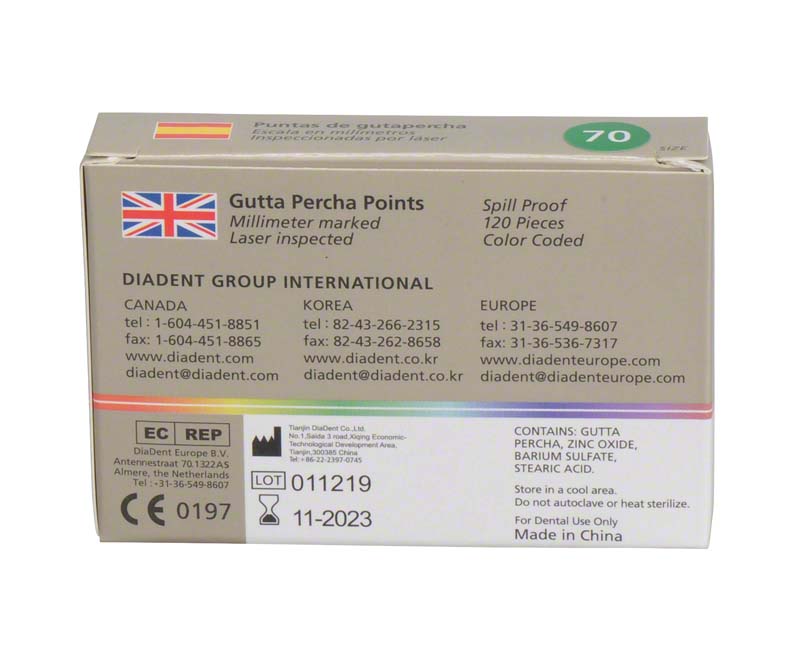 Puntas de gutapercha
Escala en milímetros
Inspeccionadas por láser
70
SIZE
Gutta Percha Points
Millimeter marked
Laser inspected
Spill Proof
120 Pieces
Color Coded
DIADENT GROUP INTERNATIONAL
CANADA
tel : 1-604-451-8851
fax: 1-604-451-8865
www.diadent.com
diadent@diadent.com
KOREA
tel : 82-43-266-2315
fax: 82-43-262-8658
www.diadent.co.kr
diadent@diadent.co.kr
EUROPE
tel : 31-36-549-8607
fax: 31-36-536-7317
www.diadenteurope.com
diadent@diadenteurope.com
EC REP
DiaDent Europe B.V.
Antennestraat 70.1322AS
Almere, the Netherlands
Tel : +31-36-549-8607
CE 0197
Tianjin DiaDent Co.,Ltd.
No.1,Saida 3 road,Xiqing Economic-
Technological Development Area,
Tianjin,300385 China
Tel:+86-22-2397-0745
LOT 011219
11-2023
CONTAINS: GUTTA
PERCHA, ZINC OXIDE,
BARIUM SULFATE,
STEARIC ACID.
Store in a cool area.
Do not autoclave or heat sterilize.
For Dental Use Only
Made in China